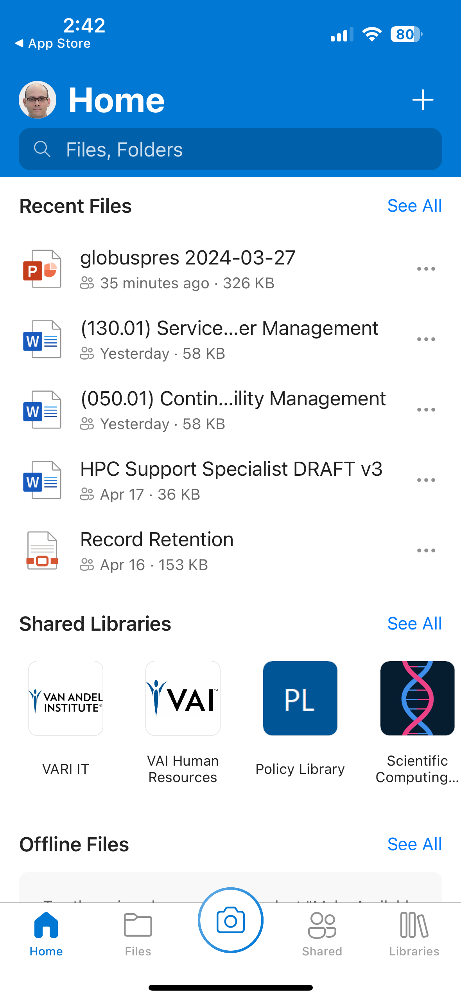 2:42
◀ App Store
80
Home
Files, Folders
Recent Files
See All
globuspres 2024-03-27
35 minutes ago · 326 KB
(130.01) Service...er Management
Yesterday · 58 KB
(050.01) Contin...ility Management
Yesterday · 58 KB
HPC Support Specialist DRAFT v3
Apr 17 · 36 KB
Record Retention
Apr 16 · 153 KB
Shared Libraries
See All
VAN ANDEL
INSTITUTE®
VAI™
PL
VARI IT
VAI Human
Resources
Policy Library
Scientific
Computing...
Offline Files
See All
Home
Files
Shared
Libraries